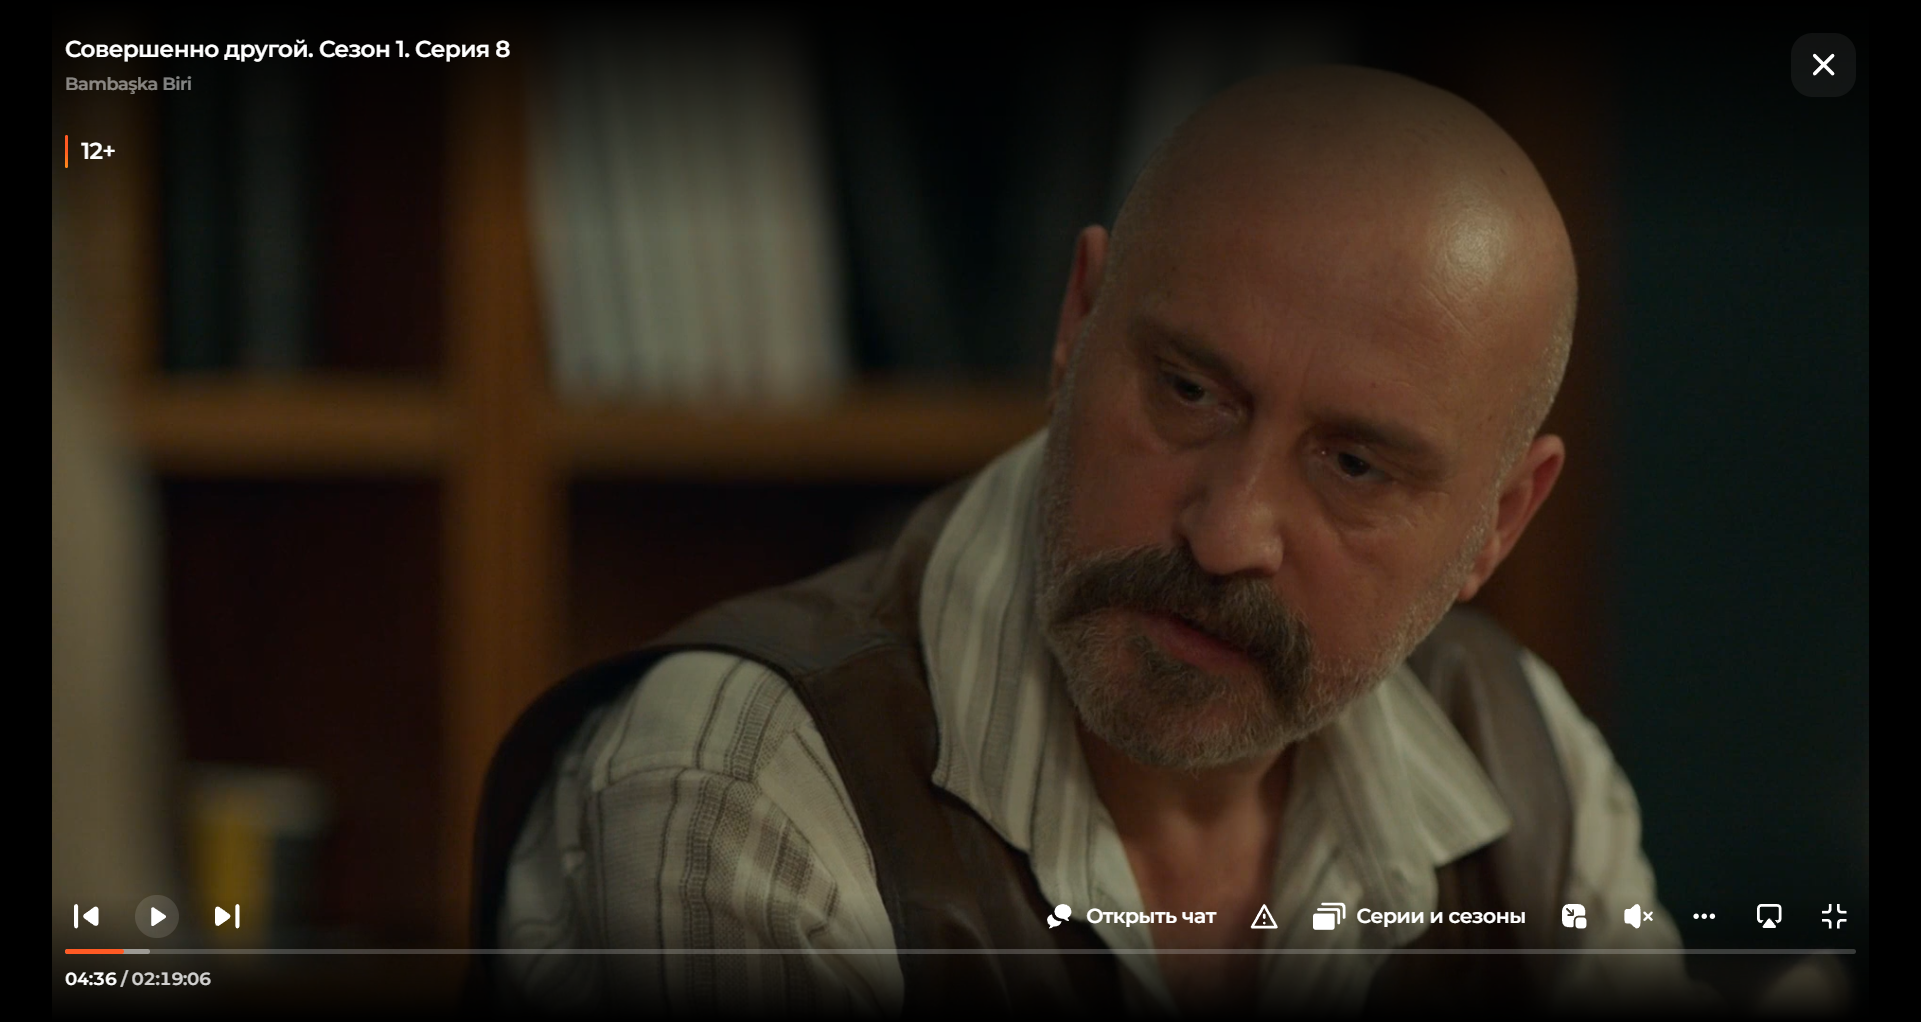 Совершенно другой. Сезон 1. Серия 8
Bambaşka Biri
12+
Открыть чат
Серии и сезоны
04:36 / 02:19:06